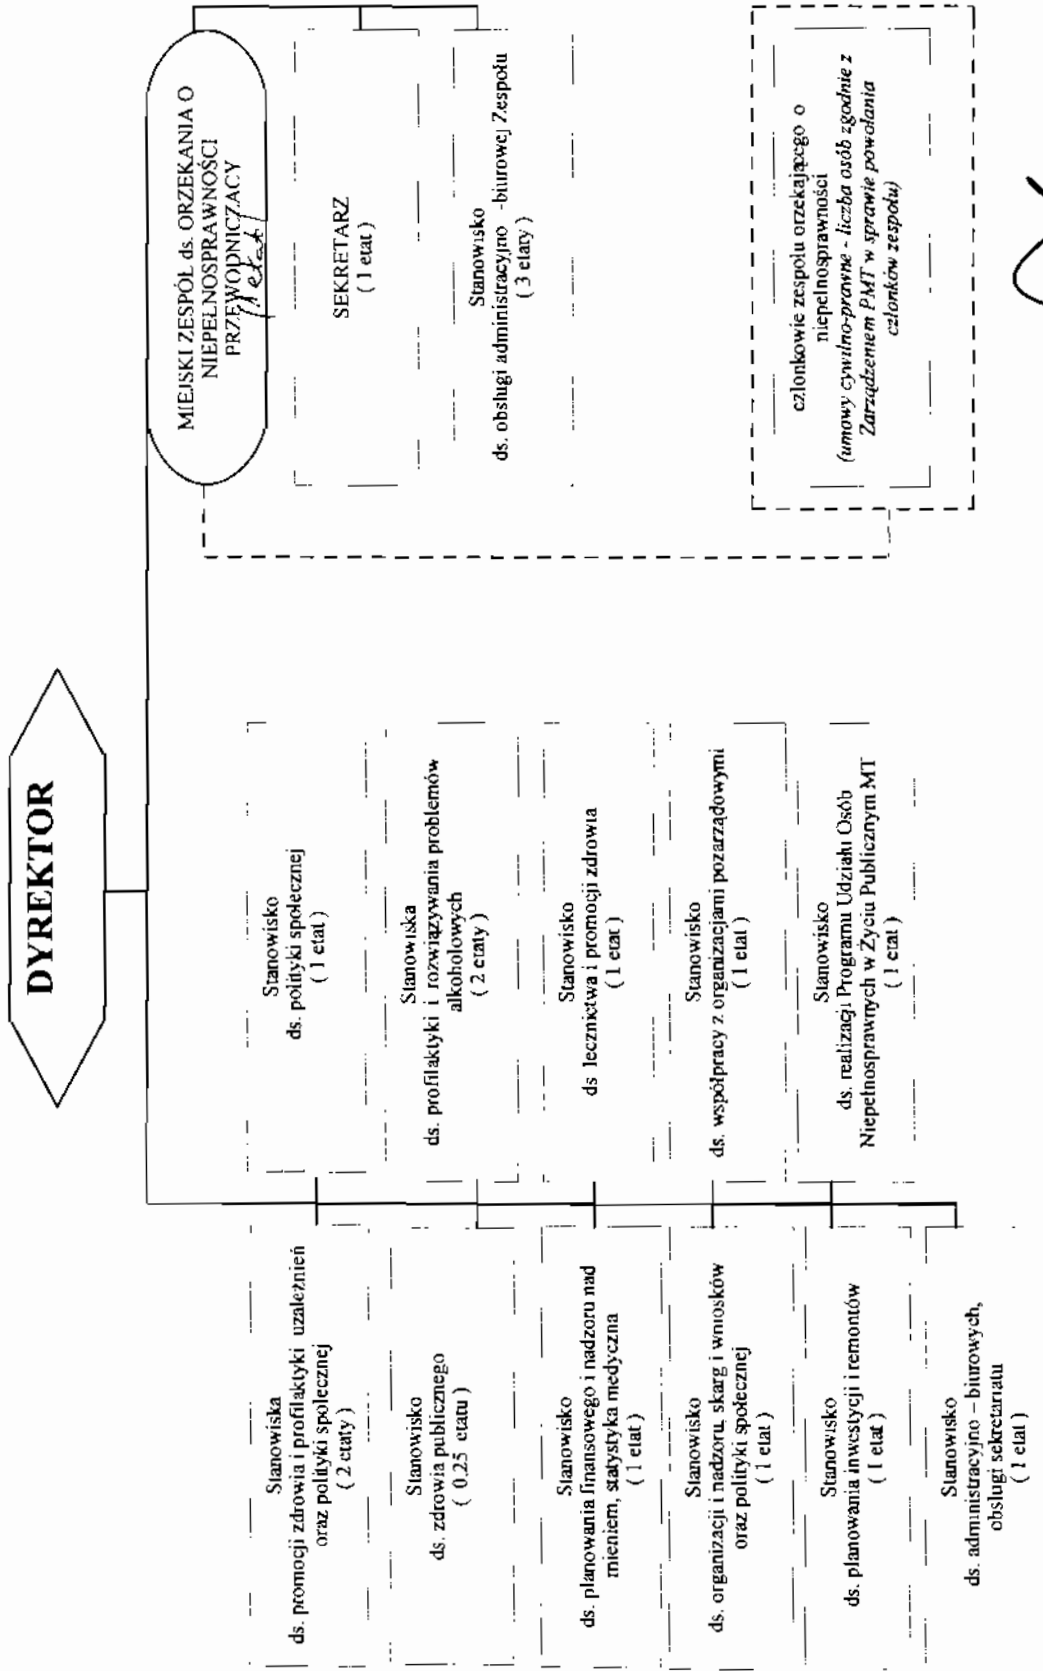 DYREKTOR
MIEJSKI ZESPÓŁ ds. ORZEKANIA O
NIEPEŁNOSPRAWNOŚCI
PRZEWODNICZĄCY
1 etat
SEKRETARZ
( 1 etat )
Stanowisko
ds. obsługi administracyjno -biurowej Zespołu
( 3 etaty )
członkowie zespołu orzekającego o
niepełnosprawności
(umowy cywilno-prawne - liczba osób zgodnie z
Zarządzeniem PMT w sprawie powołania
członków zespołu)
Stanowisko
ds. polityki społecznej
( 1 etat )
Stanowiska
ds. profilaktyki i rozwiązywania problemów
alkoholowych
( 2 etaty )
Stanowisko
ds lecznictwa i promocji zdrowia
( 1 etat )
Stanowisko
ds. współpracy z organizacjami pozarządowymi
( 1 etat )
Stanowisko
ds. realizacji Programu Udziału Osób
Niepełnosprawnych w Życiu Publicznym MT
( 1 etat )
Stanowiska
ds. promocji zdrowia i profilaktyki uzależnień
oraz polityki społecznej
( 2 etaty )
Stanowisko
ds. zdrowia publicznego
( 0.25 etatu )
Stanowisko
ds. planowania finansowego i nadzoru nad
mieniem, statystyka medyczna
( 1 etat )
Stanowisko
ds. organizacji i nadzoru, skarg i wniosków
oraz polityki społecznej
( 1 etat )
Stanowisko
ds. planowania inwestycji i remontów
( 1 etat )
Stanowisko
ds. administracyjno – biurowych,
obsługi sekretariatu
( 1 etat )